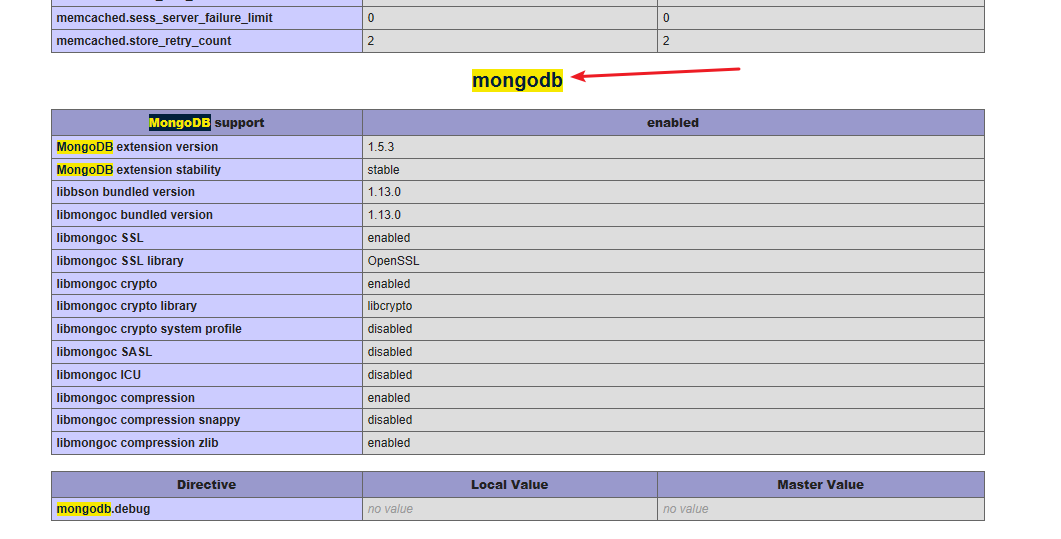 memcached.sess_server_failure_limit 0 0
memcached.store_retry_count 2 2
mongodb
MongoDB support enabled
MongoDB extension version 1.5.3
MongoDB extension stability stable
libbson bundled version 1.13.0
libmongoc bundled version 1.13.0
libmongoc SSL enabled
libmongoc SSL library OpenSSL
libmongoc crypto enabled
libmongoc crypto library libcrypto
libmongoc crypto system profile disabled
libmongoc SASL disabled
libmongoc ICU disabled
libmongoc compression enabled
libmongoc compression snappy disabled
libmongoc compression zlib enabled
Directive Local Value Master Value
mongodb.debug no value no value